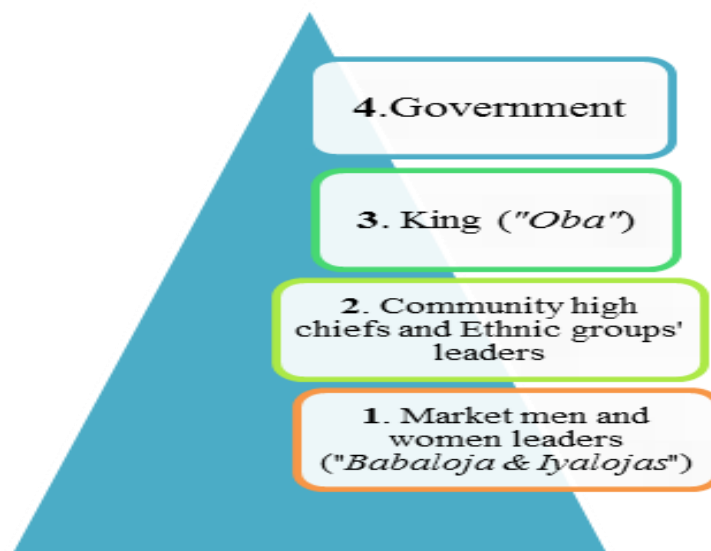 4.Government
3. King ("Oba")
2. Community high
chiefs and Ethnic groups'
leaders
1. Market men and
women leaders
("Babaloja & Iyalojas")